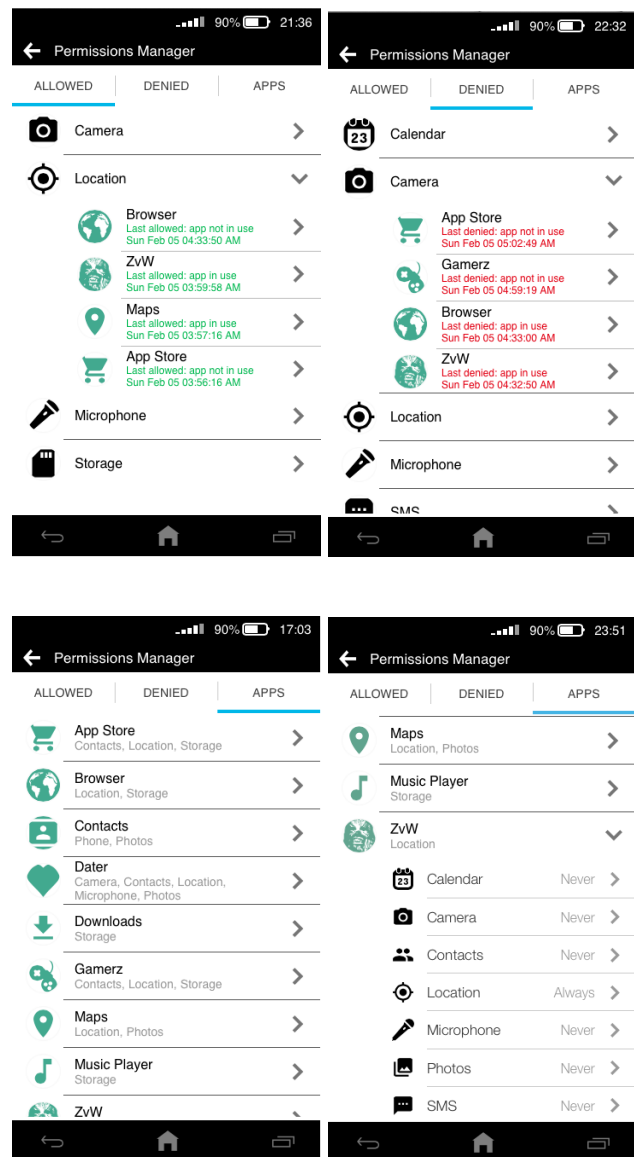 90% 21:36
Permissions Manager
ALLOWED DENIED APPS
Camera
Location
Browser
Last allowed: app not in use
Sun Feb 05 04:33:50 AM
ZvW
Last allowed: app in use
Sun Feb 05 03:59:58 AM
Maps
Last allowed: app in use
Sun Feb 05 03:57:16 AM
App Store
Last allowed: app not in use
Sun Feb 05 03:56:16 AM
Microphone
Storage
90% 22:32
Permissions Manager
ALLOWED DENIED APPS
23
Calendar
Camera
App Store
Last denied: app not in use
Sun Feb 05 05:02:49 AM
Gamerz
Last denied: app not in use
Sun Feb 05 04:59:19 AM
Browser
Last denied: app in use
Sun Feb 05 04:33:00 AM
ZvW
Last denied: app in use
Sun Feb 05 04:32:50 AM
Location
Microphone
SMS
90% 17:03
Permissions Manager
ALLOWED DENIED APPS
App Store
Contacts, Location, Storage
Browser
Location, Storage
Contacts
Phone, Photos
Dater
Camera, Contacts, Location,
Microphone, Photos
Downloads
Storage
Gamerz
Contacts, Location, Storage
Maps
Location, Photos
Music Player
Storage
ZvW
90% 23:51
Permissions Manager
ALLOWED DENIED APPS
Maps
Location, Photos
Music Player
Storage
ZvW
Location
23 Calendar Never
Camera Never
Contacts Never
Location Always
Microphone Never
Photos Never
SMS Never